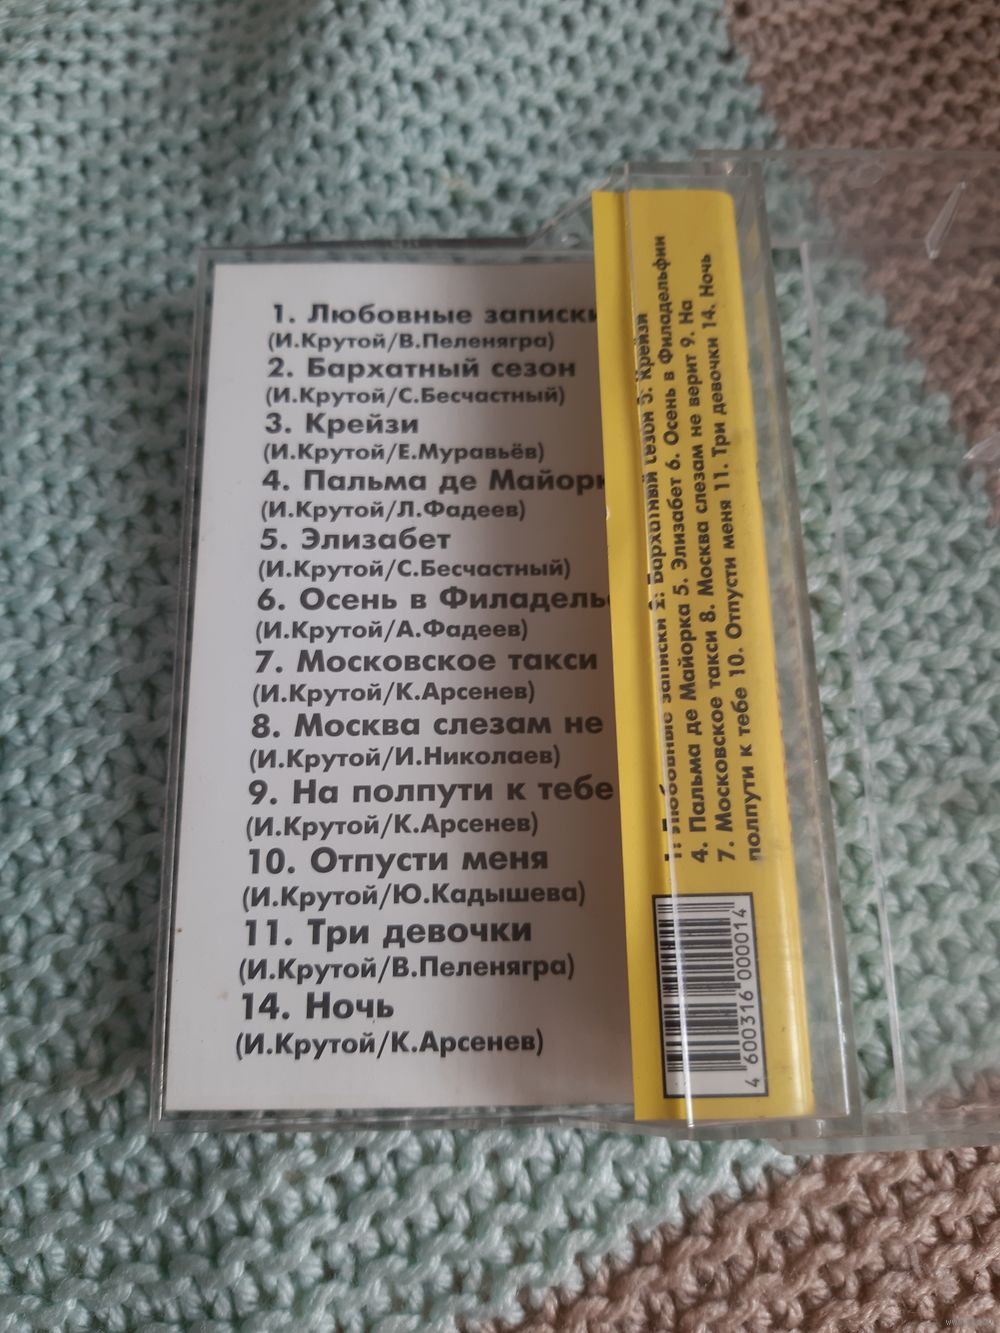 1. Любовные записки
(И.Крутой/В.Пеленягра)
2. Бархатный сезон
(И.Крутой/С.Бесчастный)
3. Крейзи
(И.Крутой/Е.Муравьёв)
4. Пальма де Майорк
(И.Крутой/Л.Фадеев)
5. Элизабет
(И.Крутой/С.Бесчастный)
6. Осень в Филадельф
(И.Крутой/А.Фадеев)
7. Московское такси
(И.Крутой/К.Арсенев)
8. Москва слезам не
(И.Крутой/И.Николаев)
9. На полпути к тебе
(И.Крутой/К.Арсенев)
10. Отпусти меня
(И.Крутой/Ю.Кадышева)
11. Три девочки
(И.Крутой/В.Пеленягра)
14. Ночь
(И.Крутой/К.Арсенев)
1. Любовные записки 2. Бархатный сезон 3. Крейзи
4. Пальма де Майорка 5. Элизабет 6. Осень в Филадельфии
7. Московское такси 8. Москва слезам не верит 9. На
полпути к тебе 10. Отпусти меня 11. Три девочки 14. Ночь
4 600316 000014